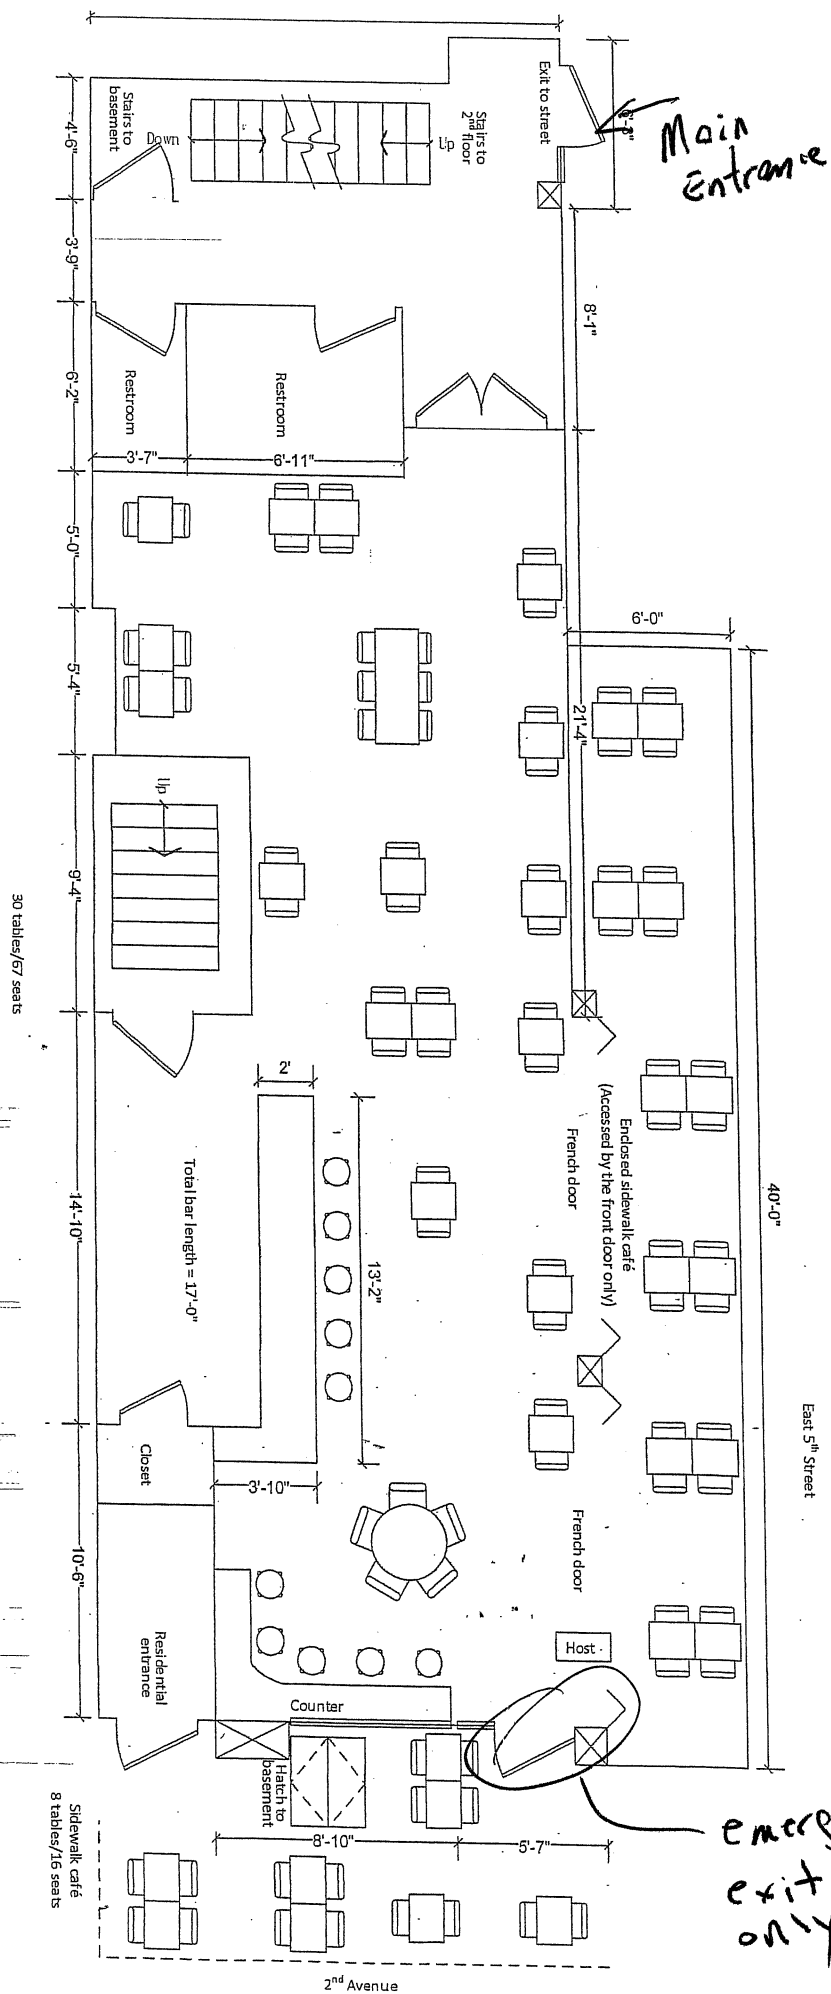 Exit to street
6'-8"
Main
Entrance
Stairs to
basement
Down
Up
Stairs to
2nd floor
4'-6"
3'-9"
8'-1"
6'-2"
Restroom
Restroom
3'-7"
6'-11"
5'-0"
6'-0"
5'-4"
21'-4"
Up
9'-4"
30 tables/67 seats
2'
Enclosed sidewalk café
(Accessed by the front door only)
French door
40'-0"
14'-10"
Total bar length = 17'-0"
13'-2"
East 5th Street
Closet
3'-10"
French door
10'-6"
Residential
entrance
Host
Counter
Hatch to
basement
8'-10"
5'-7"
emerg
exit
only
Sidewalk café
8 tables/16 seats
2nd Avenue